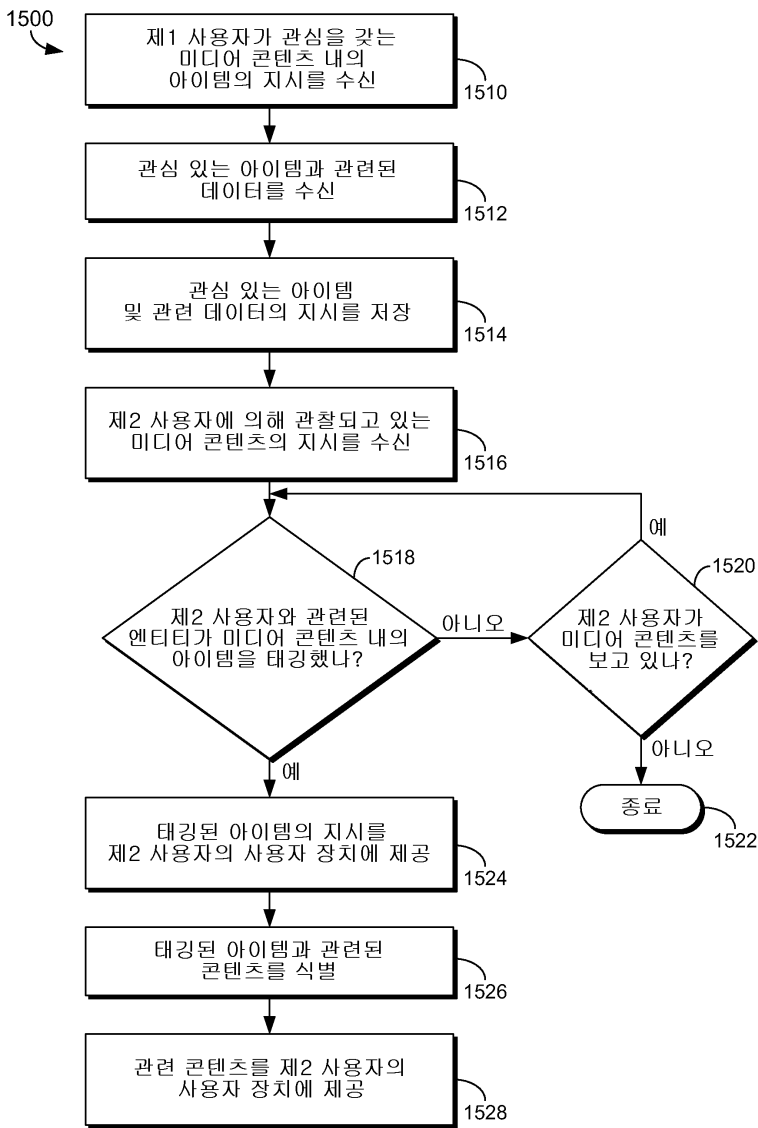 1500
제1 사용자가 관심을 갖는
미디어 콘텐츠 내의
아이템의 지시를 수신
1510
관심 있는 아이템과 관련된
데이터를 수신
1512
관심 있는 아이템
및 관련 데이터의 지시를 저장
1514
제2 사용자에 의해 관찰되고 있는
미디어 콘텐츠의 지시를 수신
1516
제2 사용자와 관련된
엔티티가 미디어 콘텐츠 내의
아이템을 태깅했나?
1518
아니오
예
제2 사용자가
미디어 콘텐츠를
보고 있나?
1520
예
아니오
종료
1522
태깅된 아이템의 지시를
제2 사용자의 사용자 장치에 제공
1524
태깅된 아이템과 관련된
콘텐츠를 식별
1526
관련 콘텐츠를 제2 사용자의
사용자 장치에 제공
1528